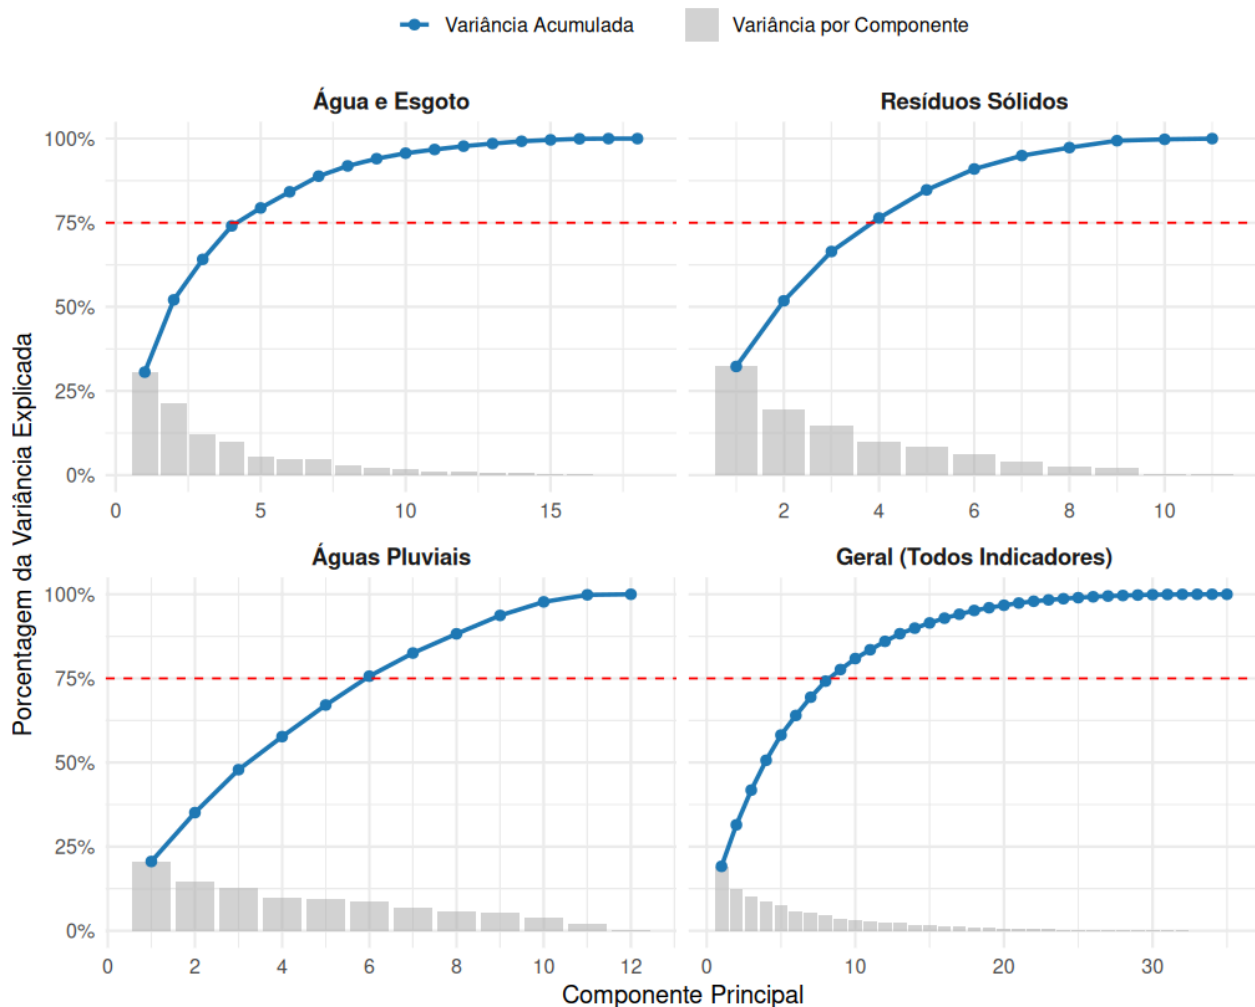 Variância Acumulada
Variância por Componente
Água e Esgoto
Resíduos Sólidos
100%
75%
50%
25%
0%
0 5 10 15
2 4 6 8 10
Águas Pluviais
Geral (Todos Indicadores)
100%
75%
50%
25%
0%
0 2 4 6 8 10 12
0 10 20 30
Porcentagem da Variância Explicada
Componente Principal